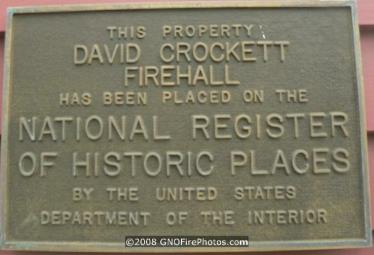 THIS PROPERTY
DAVID CROCKETT
FIREHALL
HAS BEEN PLACED ON THE
NATIONAL REGISTER
OF HISTORIC PLACES
BY THE UNITED STATES
DEPARTMENT OF THE INTERIOR
©2008 GNOFirePhotos.com